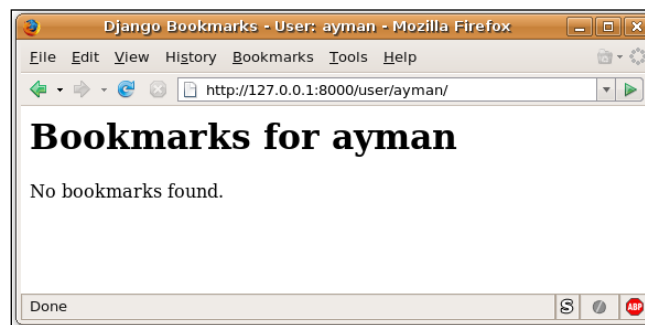 Django Bookmarks - User: ayman - Mozilla Firefox
File Edit View History Bookmarks Tools Help
http://127.0.0.1:8000/user/ayman/
Bookmarks for ayman
No bookmarks found.
Done
S
ABP